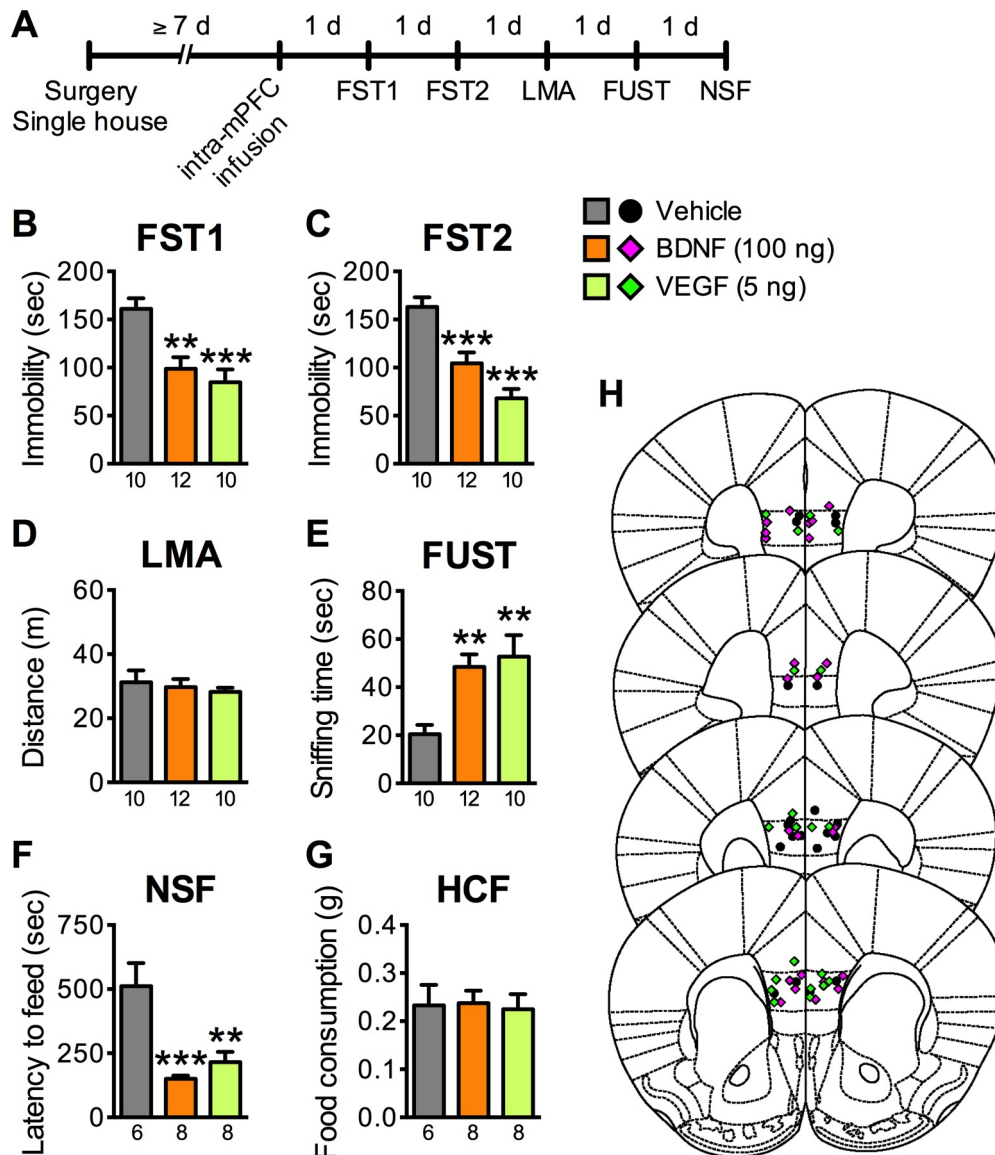 A
≥ 7 d 1 d 1 d 1 d 1 d 1 d
Surgery
Single house
intra-mPFC
infusion
FST1 FST2 LMA FUST NSF
Vehicle
BDNF (100 ng)
VEGF (5 ng)
B FST1
Immobility (sec)
200
150
100
50
0
** ***
10 12 10
C FST2
Immobility (sec)
200
150
100
50
0
***
***
10 12 10
D LMA
Distance (m)
60
40
20
0
10 12 10
E FUST
Sniffing time (sec)
80
60
40
20
0
** **
10 12 10
F NSF
Latency to feed (sec)
750
500
250
0
*** **
6 8 8
G HCF
Food consumption (g)
0.4
0.3
0.2
0.1
0.0
6 8 8
H